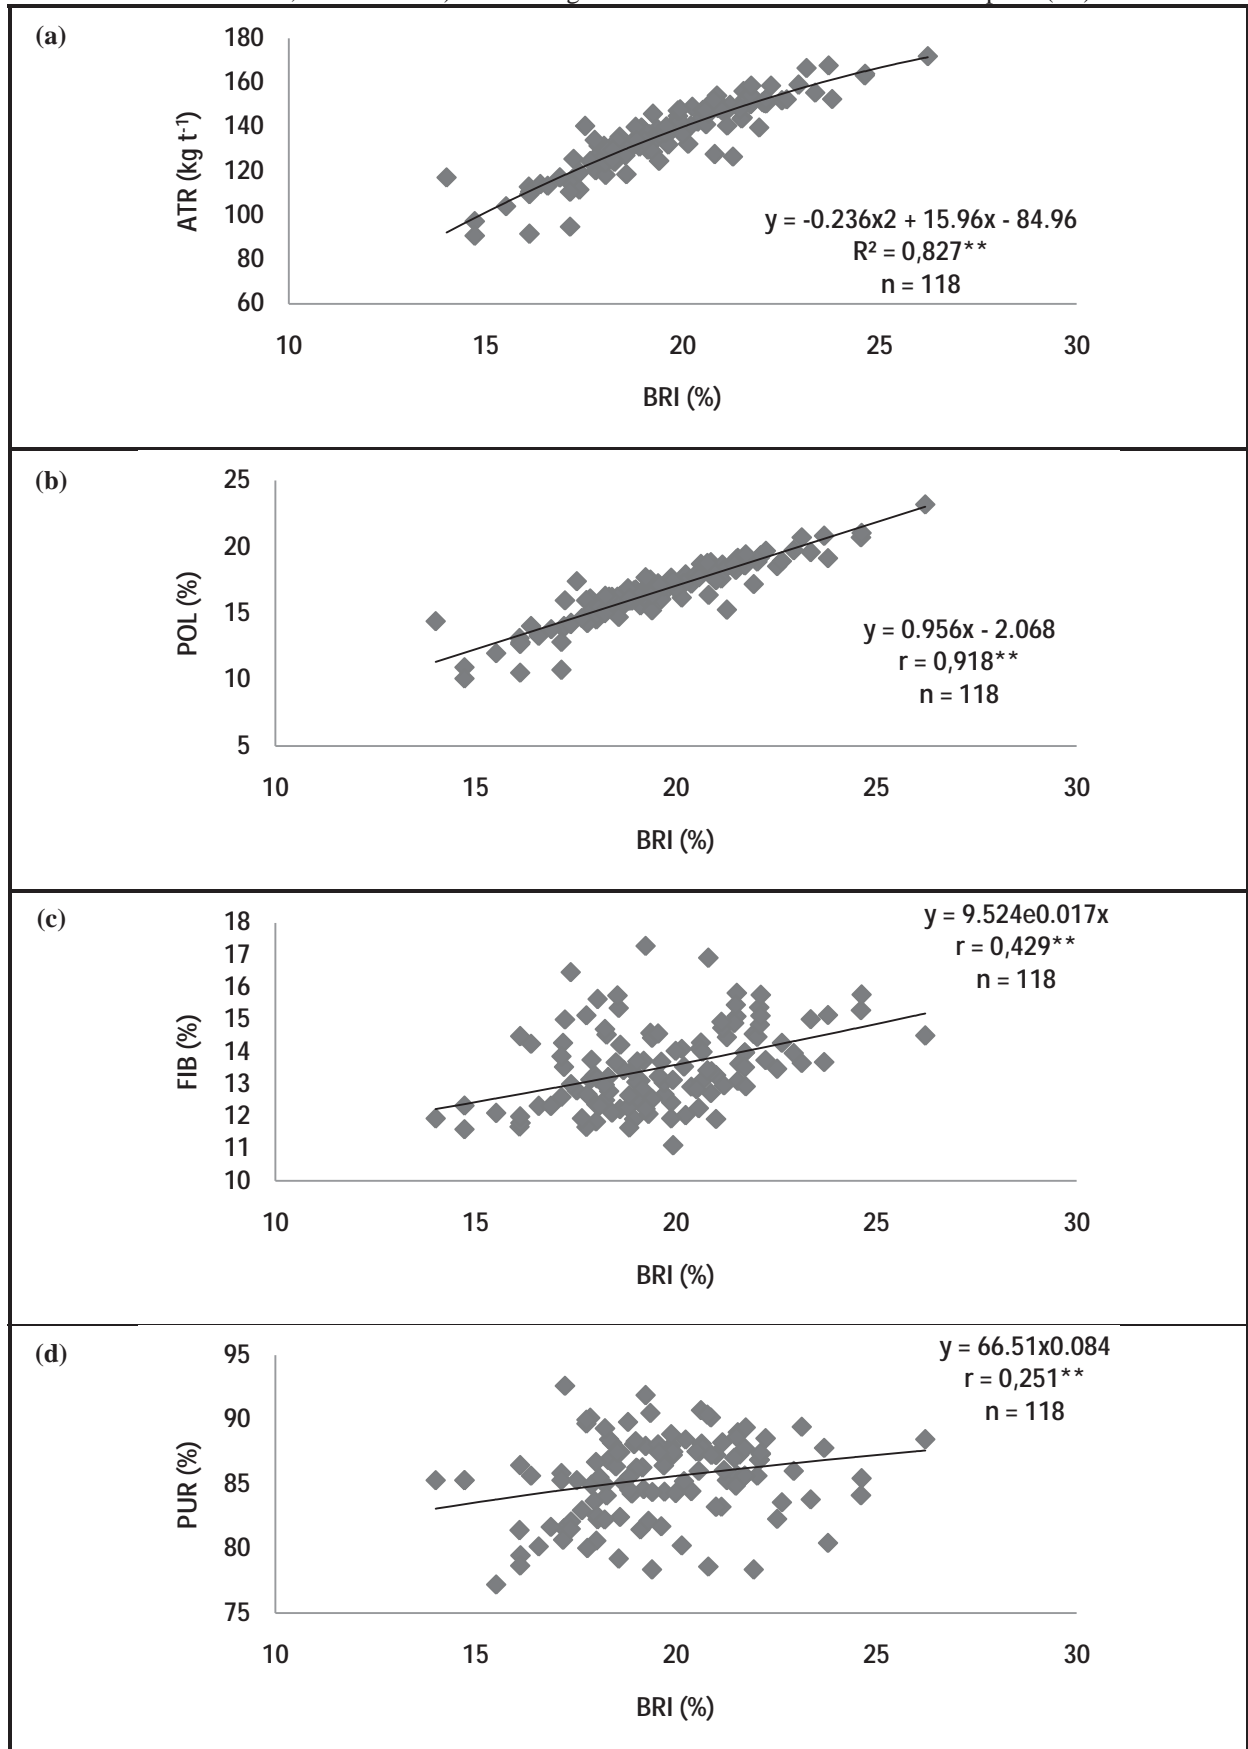 (a)
180
160
140
120
100
80
60
ATR (kg t-1)
y = -0.236x2 + 15.96x - 84.96
R² = 0,827**
n = 118
10 15 20 25 30
BRI (%)
(b)
25
20
15
10
5
POL (%)
y = 0.956x - 2.068
r = 0,918**
n = 118
10 15 20 25 30
BRI (%)
(c)
18
17
16
15
14
13
12
11
10
FIB (%)
y = 9.524e0.017x
r = 0,429**
n = 118
10 15 20 25 30
BRI (%)
(d)
95
90
85
80
75
PUR (%)
y = 66.51x0.084
r = 0,251**
n = 118
10 15 20 25 30
BRI (%)